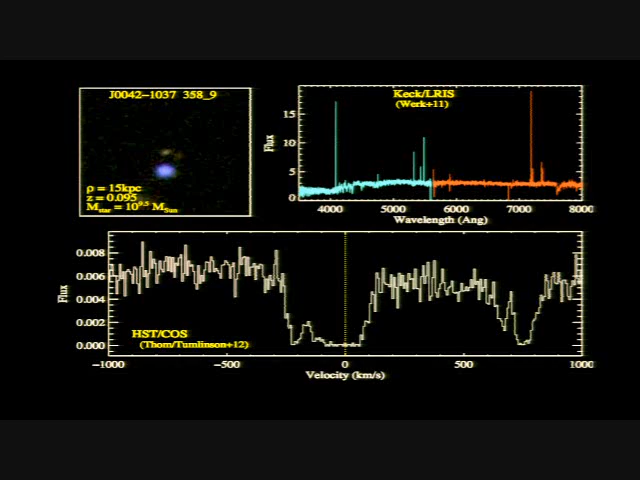 J0042−1037 358_9
ρ = 15kpc
z = 0.095
Mstar = 10^9.5 MSun
Keck/LRIS
(Werk+11)
Flux
15
10
5
0
4000 5000 6000 7000 8000
Wavelength (Ang)
Flux
0.008
0.006
0.004
0.002
0.000
HST/COS
(Thom/Tumlinson+12)
−1000 −500 0 500 1000
Velocity (km/s)